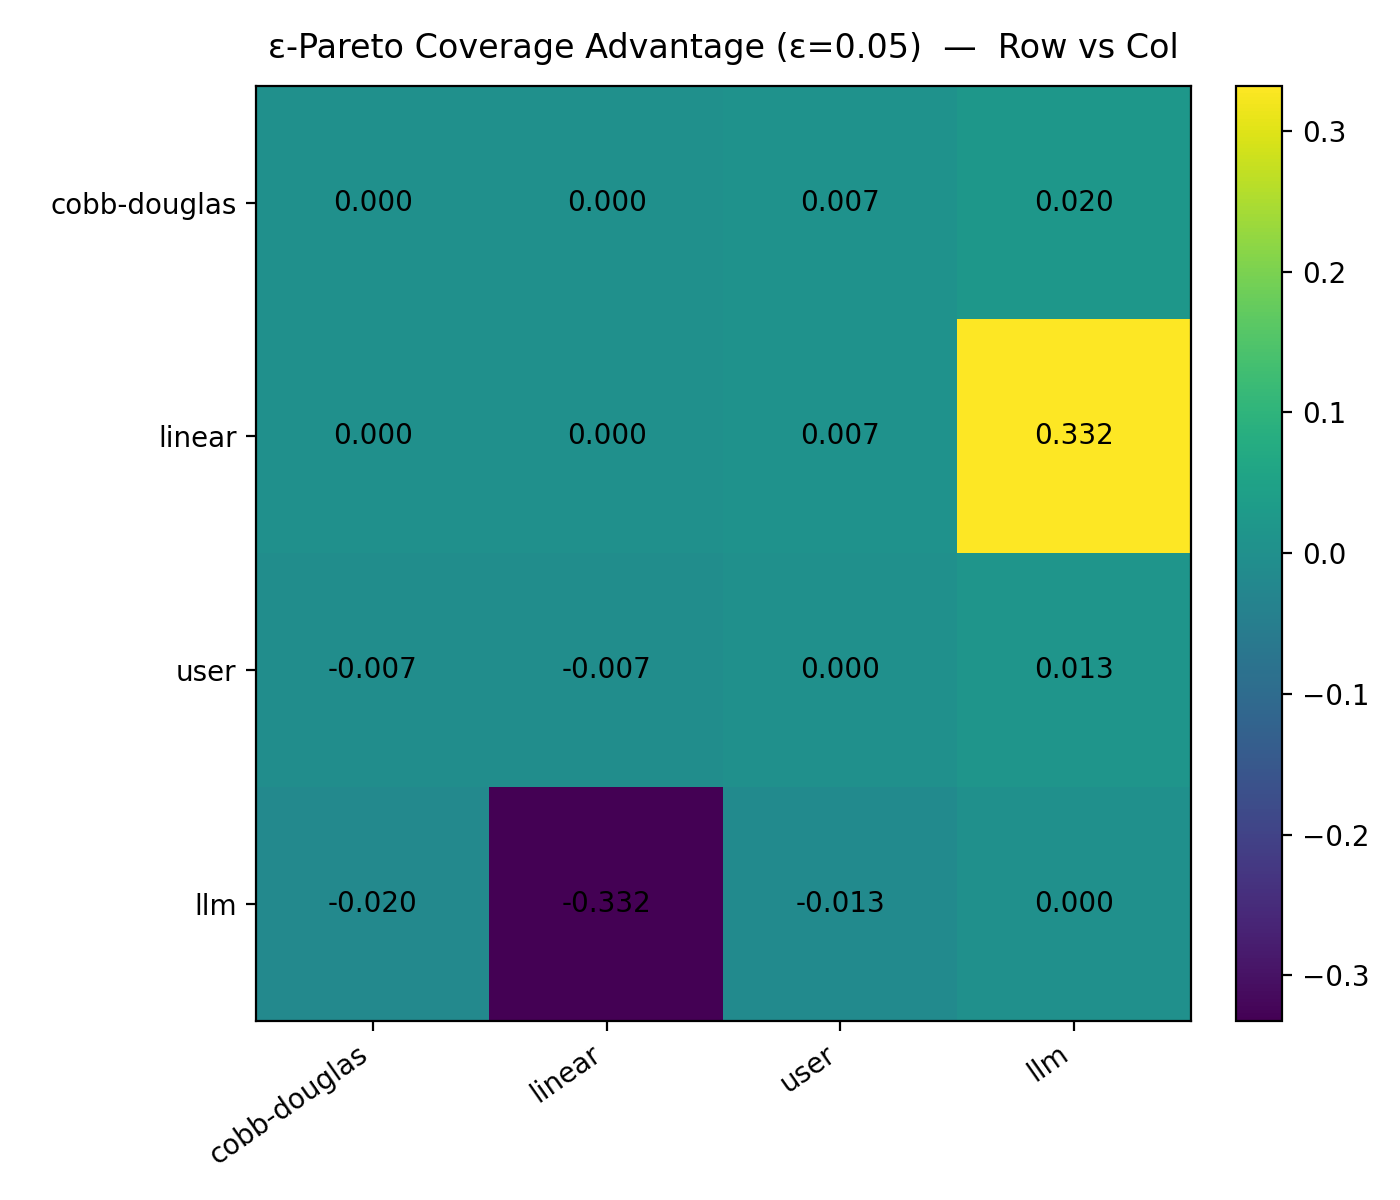 ε-Pareto Coverage Advantage (ε=0.05)  —  Row vs Col
cobb-douglas 0.000 0.000 0.007 0.020
linear 0.000 0.000 0.007 0.332
user -0.007 -0.007 0.000 0.013
llm -0.020 -0.332 -0.013 0.000
cobb-douglas linear user llm
0.3
0.2
0.1
0.0
−0.1
−0.2
−0.3